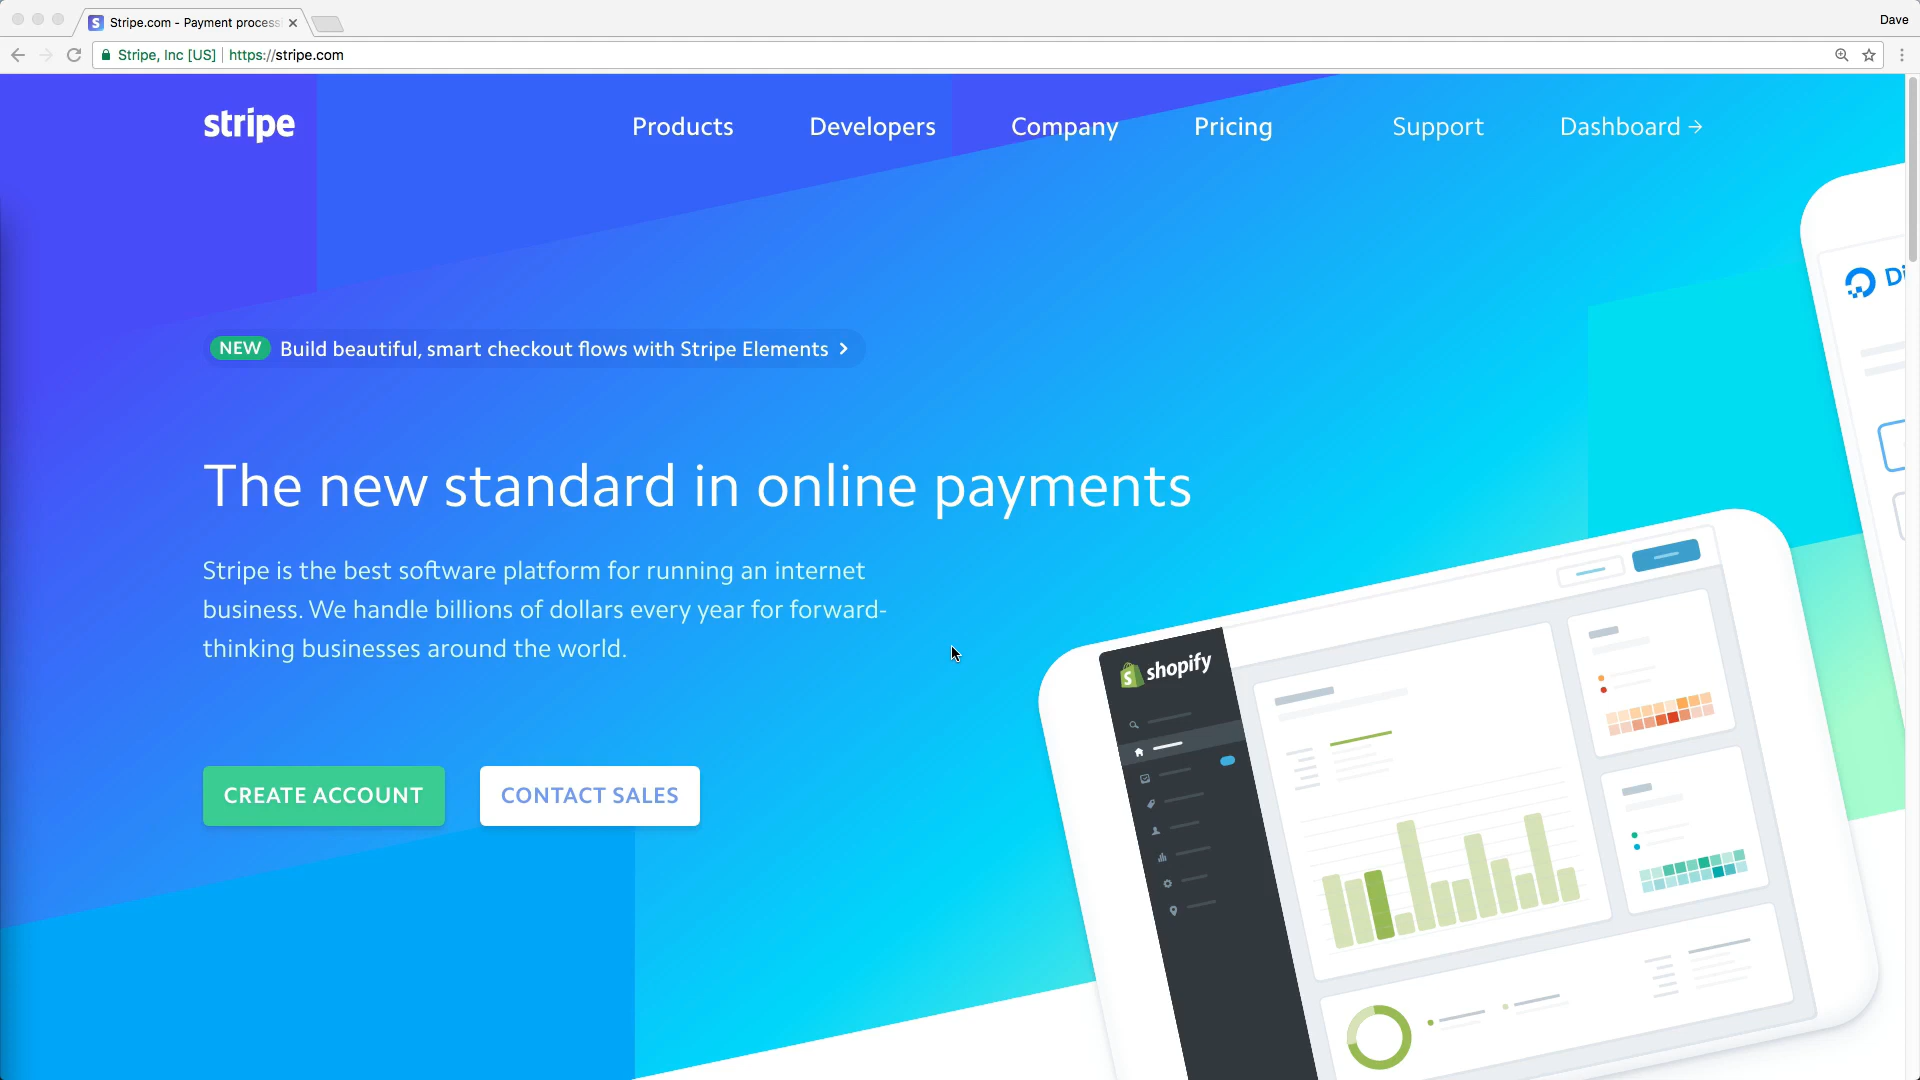 Stripe.com - Payment process
Dave
Stripe, Inc [US]
https://stripe.com
stripe
Products
Developers
Company
Pricing
Support
Dashboard →
NEW
Build beautiful, smart checkout flows with Stripe Elements
The new standard in online payments
Stripe is the best software platform for running an internet
business. We handle billions of dollars every year for forward-
thinking businesses around the world.
CREATE ACCOUNT
CONTACT SALES
shopify